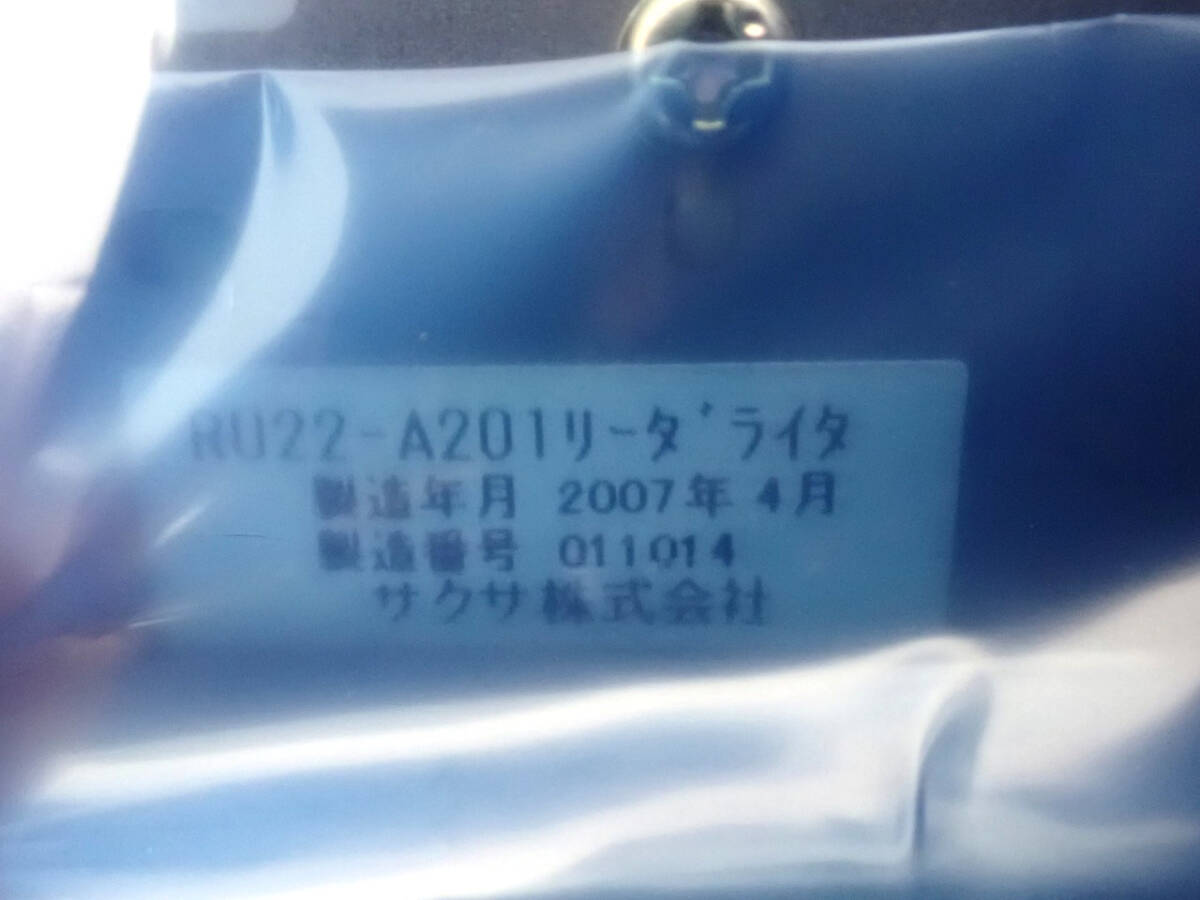 RU22-A201ﾘｰﾀﾞﾗｲﾀ
製造年月 2007年 4月
製造番号 011014
サクサ株式会社